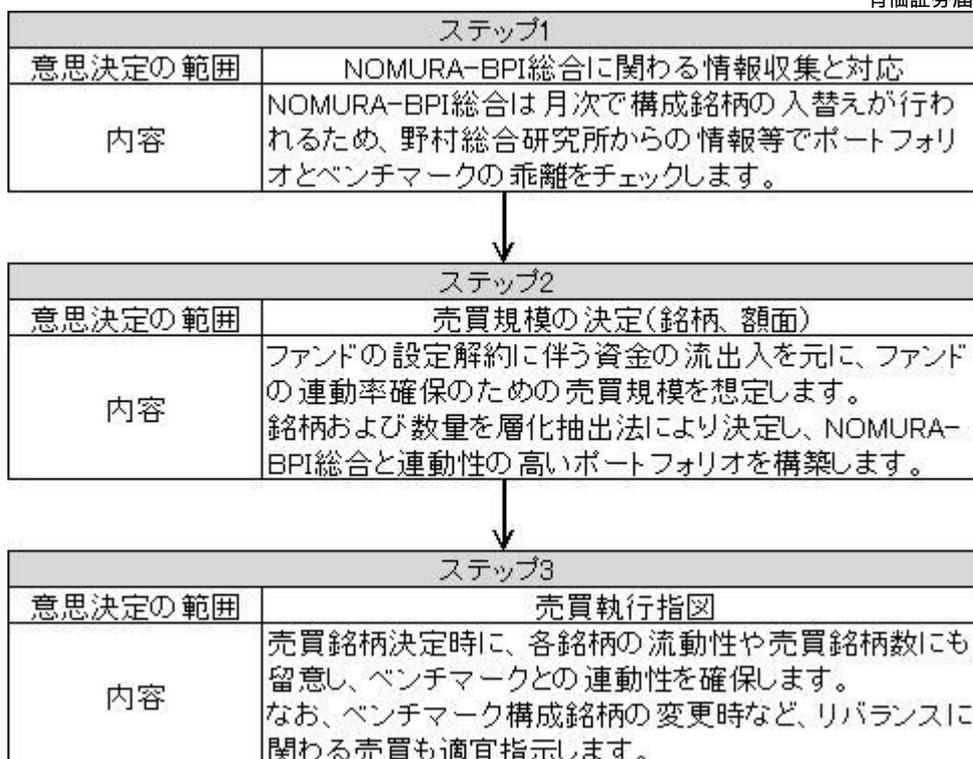 ステップ1
意思決定の範囲 NOMURA-BPI総合に関わる情報収集と対応
内容
NOMURA-BPI総合は月次で構成銘柄の入替えが行わ
れるため、野村総合研究所からの情報等でポートフォリ
オとベンチマークの乖離をチェックします。
ステップ2
意思決定の範囲 売買規模の決定(銘柄、額面)
内容
ファンドの設定解約に伴う資金の流出入を元に、ファンド
の連動率確保のための売買規模を想定します。
銘柄および数量を層化抽出法により決定し、NOMURA-
BPI総合と連動性の高いポートフォリオを構築します。
ステップ3
意思決定の範囲 売買執行指図
内容
売買銘柄決定時に、各銘柄の流動性や売買銘柄数にも
留意し、ベンチマークとの連動性を確保します。
なお、ベンチマーク構成銘柄の変更時など、リバランスに
関わる売買も適宜指示します。